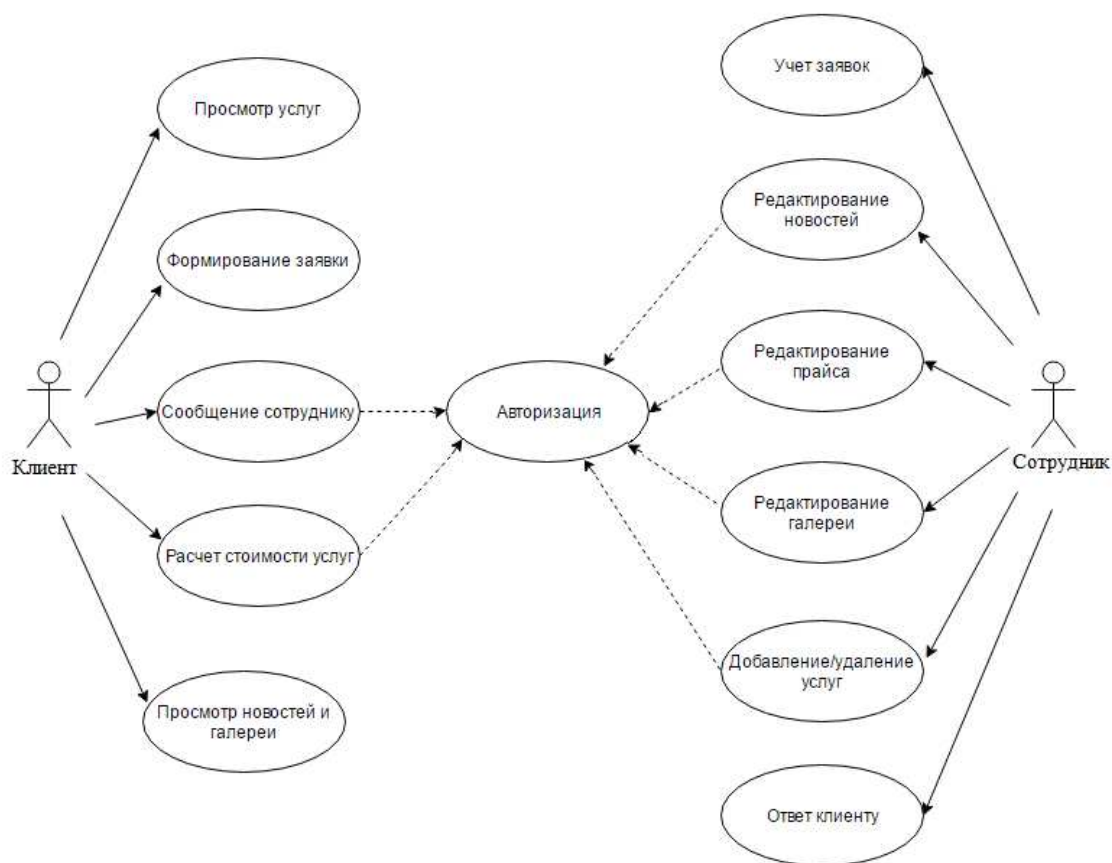 Просмотр услуг
Формирование заявки
Сообщение сотруднику
Клиент
Расчет стоимости услуг
Просмотр новостей и
галереи
Авторизация
Учет заявок
Редактирование
новостей
Редактирование
прайса
Сотрудник
Редактирование
галереи
Добавление/удаление
услуг
Ответ клиенту